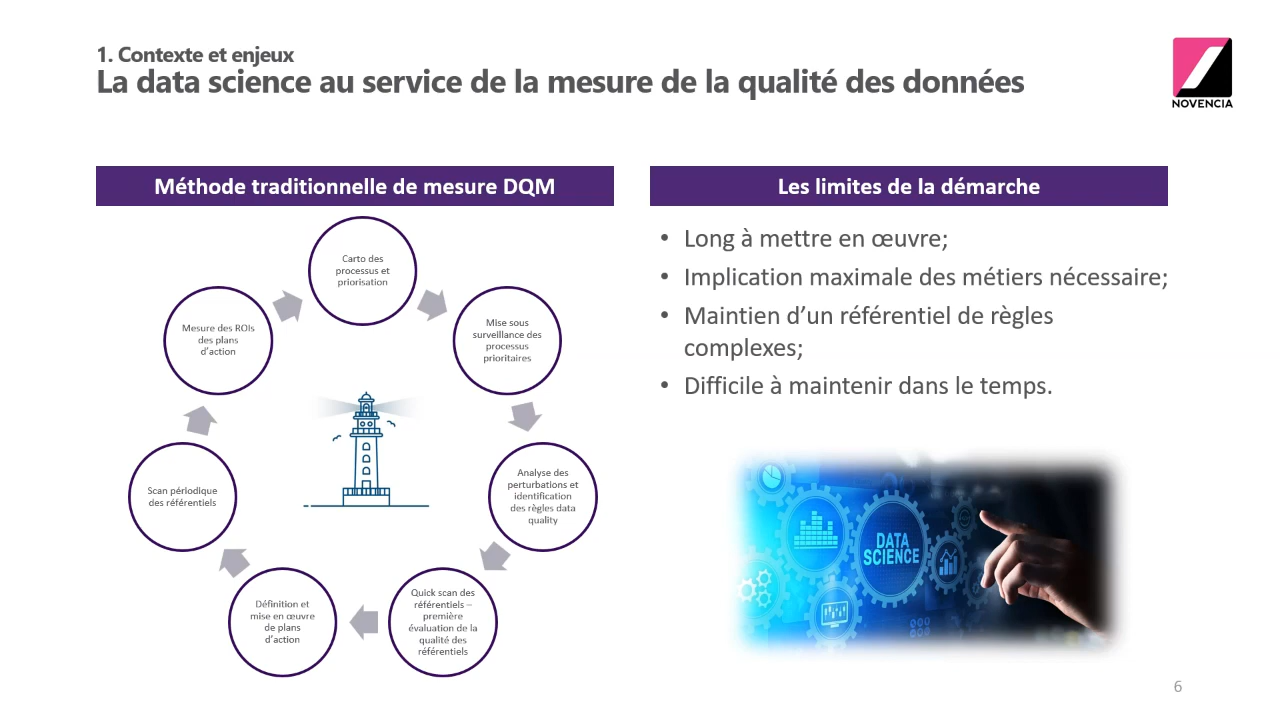 1. Contexte et enjeux
La data science au service de la mesure de la qualité des données
NOVENCIA
Méthode traditionnelle de mesure DQM
Carto des
processus et
priorisation
Mise sous
surveillance des
processus
prioritaires
Analyse des
perturbations et
identification
des règles data
quality
Quick scan des
référentiels –
première
évaluation de la
qualité des
référentiels
Définition et
mise en œuvre
de plans
d’action
Scan périodique
des référentiels
Mesure des ROIs
des plans
d’action
Les limites de la démarche
• Long à mettre en œuvre;
• Implication maximale des métiers nécessaire;
• Maintien d’un référentiel de règles
complexes;
• Difficile à maintenir dans le temps.
DATA
SCIENCE
6